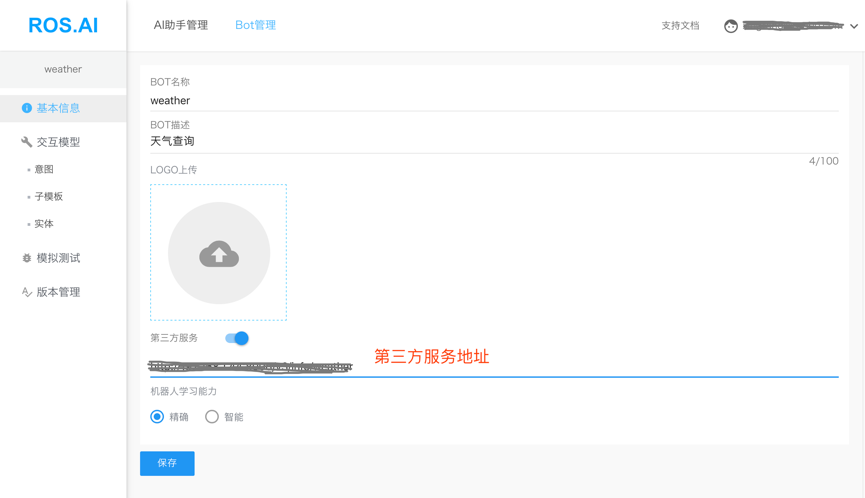 ROS.AI
AI助手管理
Bot管理
支持文档
weather
基本信息
交互模型
意图
子模板
实体
模拟测试
版本管理
BOT名称
weather
BOT描述
天气查询
4/100
LOGO上传
第三方服务
第三方服务地址
机器人学习能力
精确
智能
保存